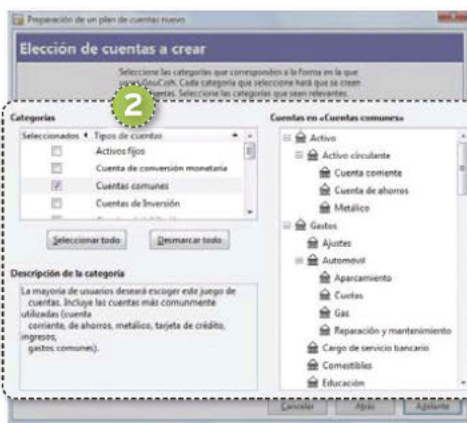 Preparación de un plan de cuentas nuevo
Elección de cuentas a crear
Seleccione las categorías que corresponden a la forma en la que
GnuCash. Cada categoría que seleccione hará que se creen
cuentas. Seleccione las categorías que sean relevantes.
2
Categorías
Seleccionados Tipos de cuentas
Activos fijos
Cuenta de conversión monetaria
Cuentas comunes
Cuentas de Inversión
Seleccionar todo Desmarcar todo
Descripción de la categoría
La mayoría de usuarios deseará escoger este juego de
cuentas. Incluye las cuentas más comunmente
utilizadas (cuenta
corriente, de ahorros, metálico, tarjeta de crédito,
ingresos,
gastos comunes).
Cuentas en «Cuentas comunes»
Activo
Activo circulante
Cuenta corriente
Cuenta de ahorros
Metálico
Gastos
Ajustes
Automóvil
Aparcamiento
Cuotas
Gas
Reparación y mantenimiento
Cargo de servicio bancario
Comestibles
Educación
Cancelar Atrás Adelante